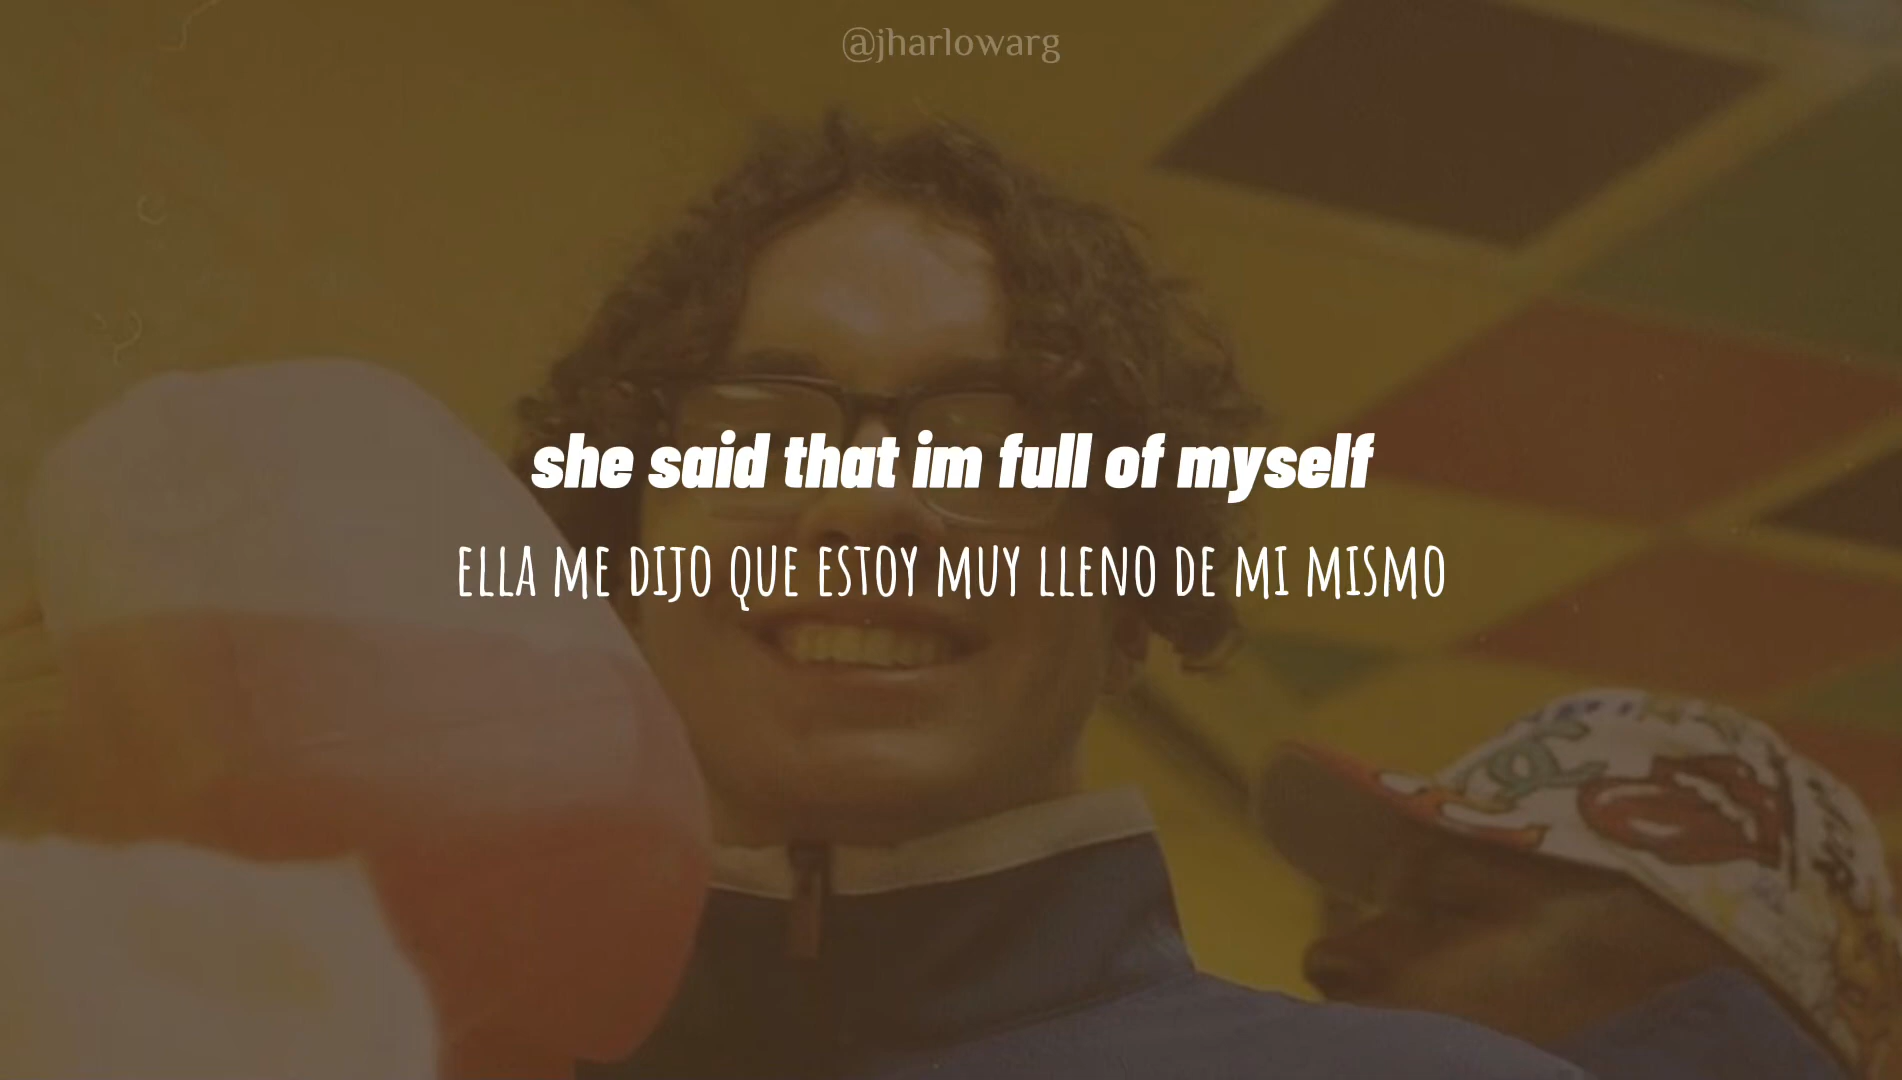 @jharlowarg
she said that im full of myself
ELLA ME DIJO QUE ESTOY MUY LLENO DE MI MISMO